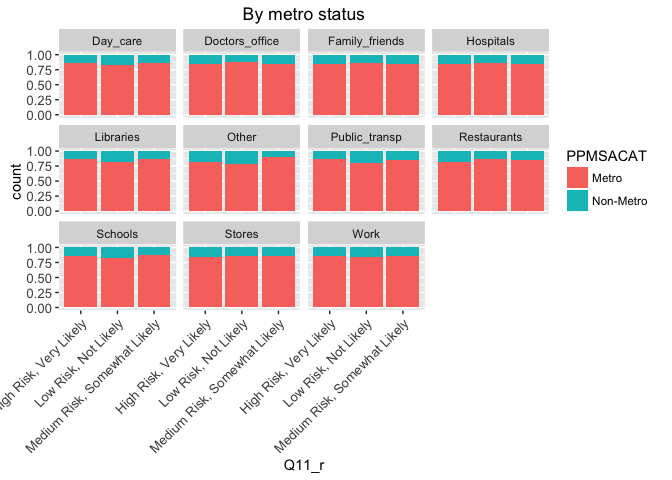 By metro status
Day_care Doctors_office Family_friends Hospitals
1.00
0.75
0.50
0.25
0.00
Libraries Other Public_transp Restaurants
1.00
0.75
0.50
0.25
0.00
Schools Stores Work
1.00
0.75
0.50
0.25
0.00
count
High Risk, Very Likely
Low Risk, Not Likely
Medium Risk, Somewhat Likely
High Risk, Very Likely
Low Risk, Not Likely
Medium Risk, Somewhat Likely
High Risk, Very Likely
Low Risk, Not Likely
Medium Risk, Somewhat Likely
Q11_r
PPMSACAT
Metro
Non-Metro